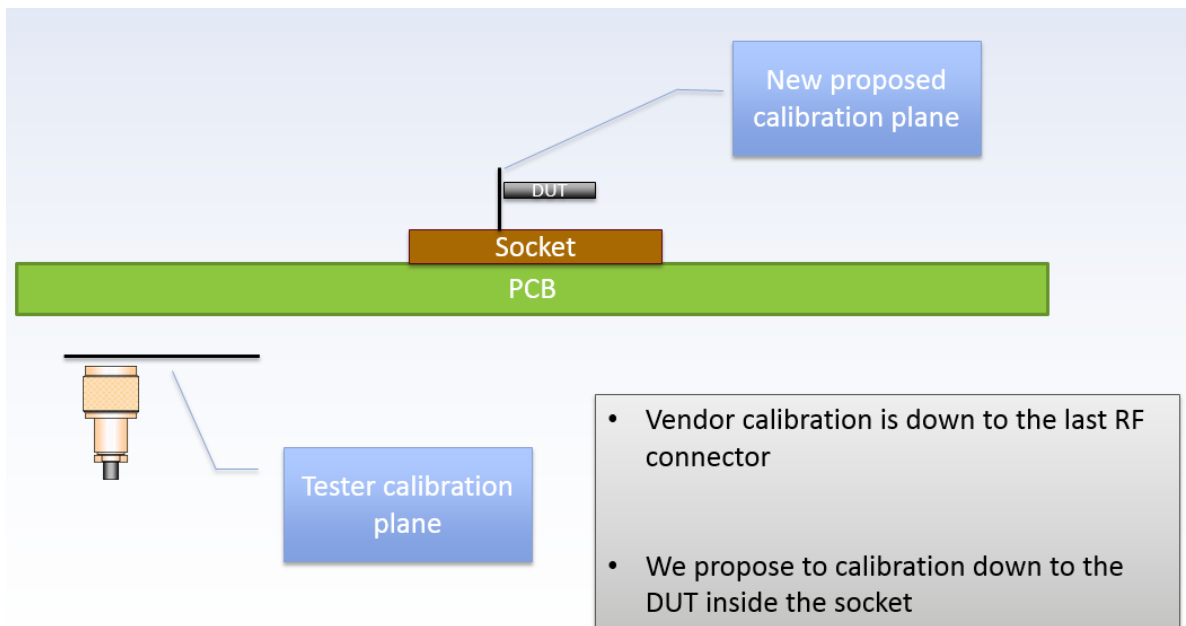 New proposed
calibration plane
DUT
Socket
PCB
Tester calibration
plane
• Vendor calibration is down to the last RF
connector
• We propose to calibration down to the
DUT inside the socket